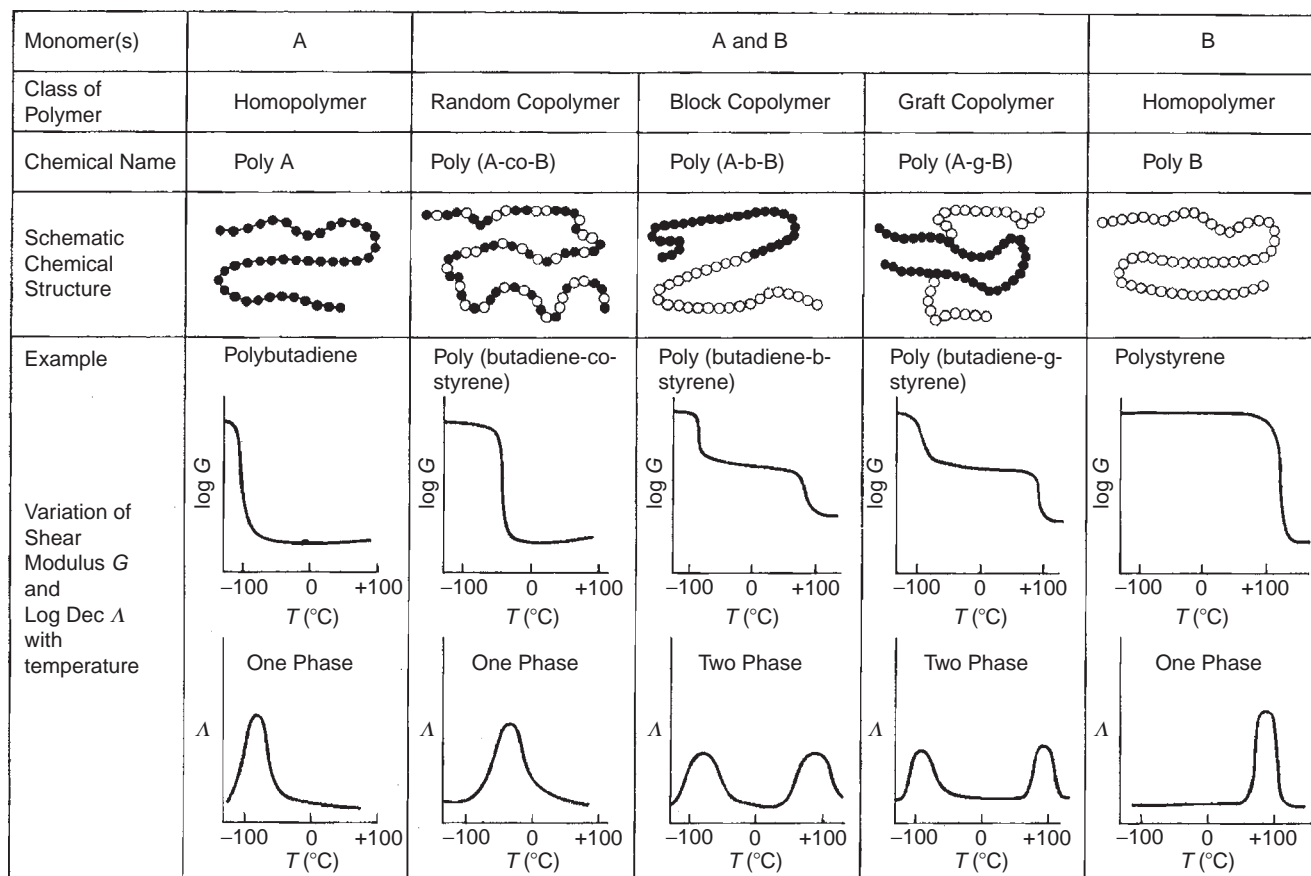 Monomer(s)
A
A and B
B
Class of
Polymer
Homopolymer
Random Copolymer
Block Copolymer
Graft Copolymer
Homopolymer
Chemical Name
Poly A
Poly (A-co-B)
Poly (A-b-B)
Poly (A-g-B)
Poly B
Schematic
Chemical
Structure
Example
Polybutadiene
Poly (butadiene-co-
styrene)
Poly (butadiene-b-
styrene)
Poly (butadiene-g-
styrene)
Polystyrene
Variation of
Shear
Modulus G
and
Log Dec Λ
with
temperature
log G
−100 0 +100
T (°C)
log G
−100 0 +100
T (°C)
log G
−100 0 +100
T (°C)
log G
−100 0 +100
T (°C)
log G
−100 0 +100
T (°C)
One Phase
Λ
−100 0 +100
T (°C)
One Phase
Λ
−100 0 +100
T (°C)
Two Phase
Λ
−100 0 +100
T (°C)
Two Phase
Λ
−100 0 +100
T (°C)
One Phase
Λ
−100 0 +100
T (°C)